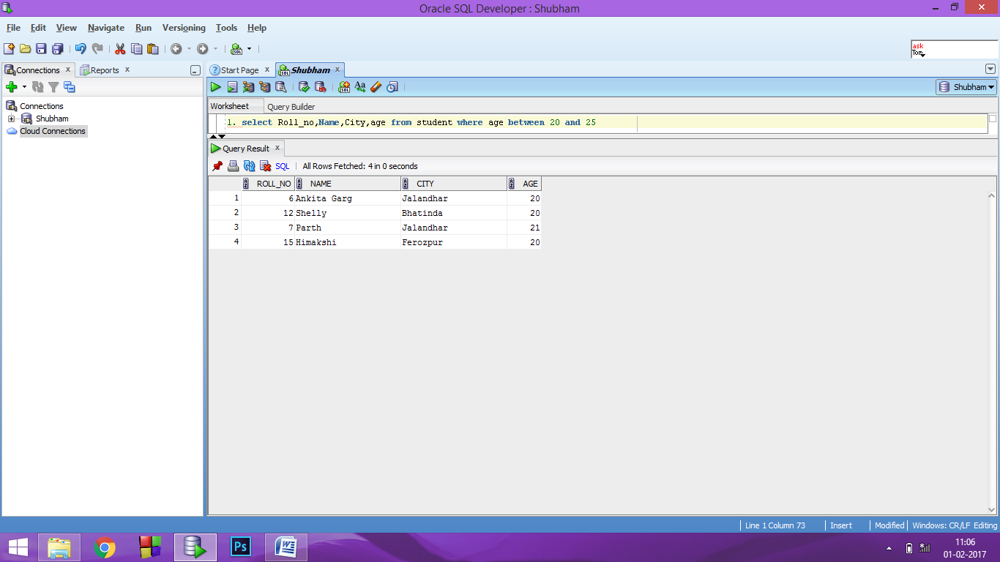 Oracle SQL Developer : Shubham
File Edit View Navigate Run Versioning Tools Help
ask
Tom
Connections x Reports x
Start Page x Shubham x
SQL
Shubham
Worksheet Query Builder
Connections
Shubham
Cloud Connections
1. select Roll_no,Name,City,age from student where age between 20 and 25
Query Result x
SQL | All Rows Fetched: 4 in 0 seconds
ROLL_NO NAME CITY AGE
1 6 Ankita Garg Jalandhar 20
2 12 Shelly Bhatinda 20
3 7 Parth Jalandhar 21
4 15 Himakshi Ferozpur 20
Line 1 Column 73 | Insert | Modified | Windows: CR/LF Editing
Ps
11:06
01-02-2017